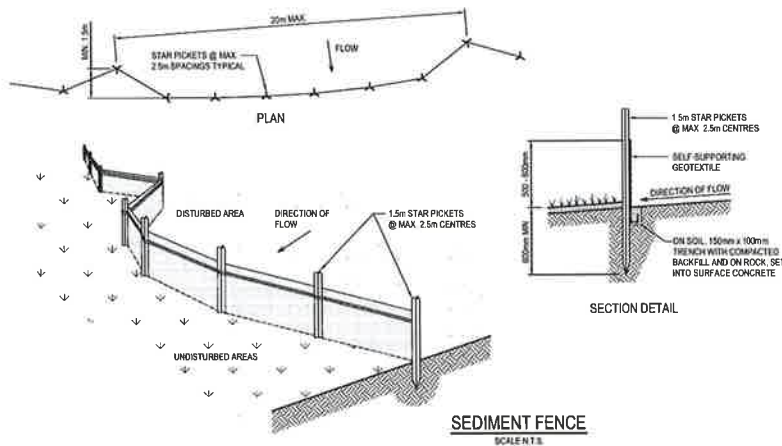 20m MAX
MIN. 1.5m
STAR PICKETS @ MAX
2.5m SPACINGS TYPICAL
FLOW
PLAN
DISTURBED AREA
DIRECTION OF
FLOW
1.5m STAR PICKETS
@ MAX 2.5m CENTRES
UNDISTURBED AREAS
1.5m STAR PICKETS
@ MAX 2.5m CENTRES
SELF-SUPPORTING
GEOTEXTILE
DIRECTION OF FLOW
600mm MIN
ON SOIL, 150mm x 100mm
TRENCH WITH COMPACTED
BACKFILL AND ON ROCK, SET
INTO SURFACE CONCRETE
SECTION DETAIL
SEDIMENT FENCE
SCALE N.T.S.